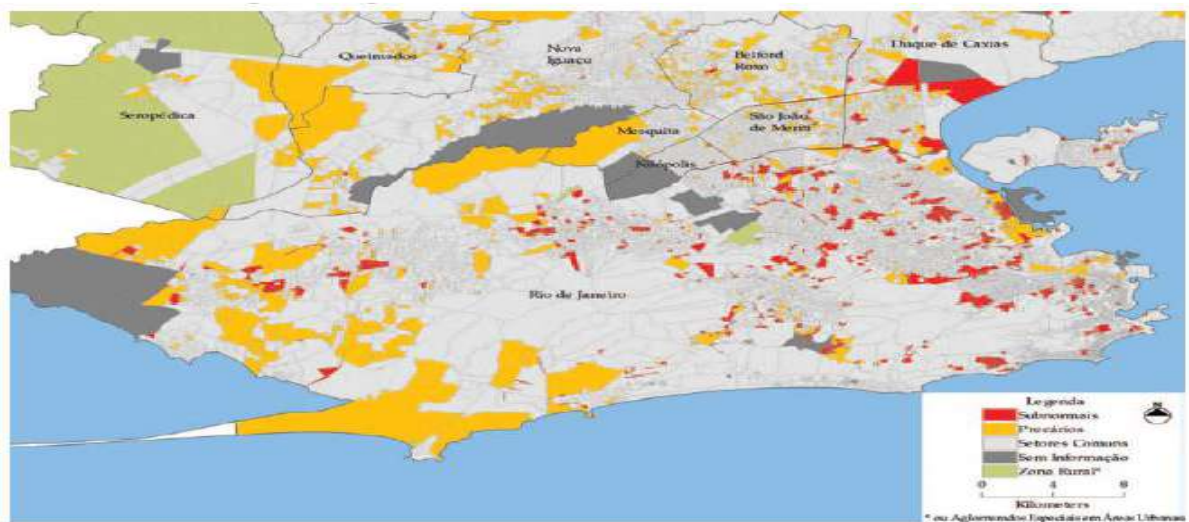 Duque de Caxias
Nova
Iguaçu
Belford
Roxo
Queimados
Seropédica
São João
de Meriti
Mesquita
Nilópolis
Rio de Janeiro
Legenda
Subnormais
Precários
Setores Comuns
Sem Informação
Zona Rural*
0 4 8
Kilometers
* ou Aglomerados Especiais em Áreas Urbanas